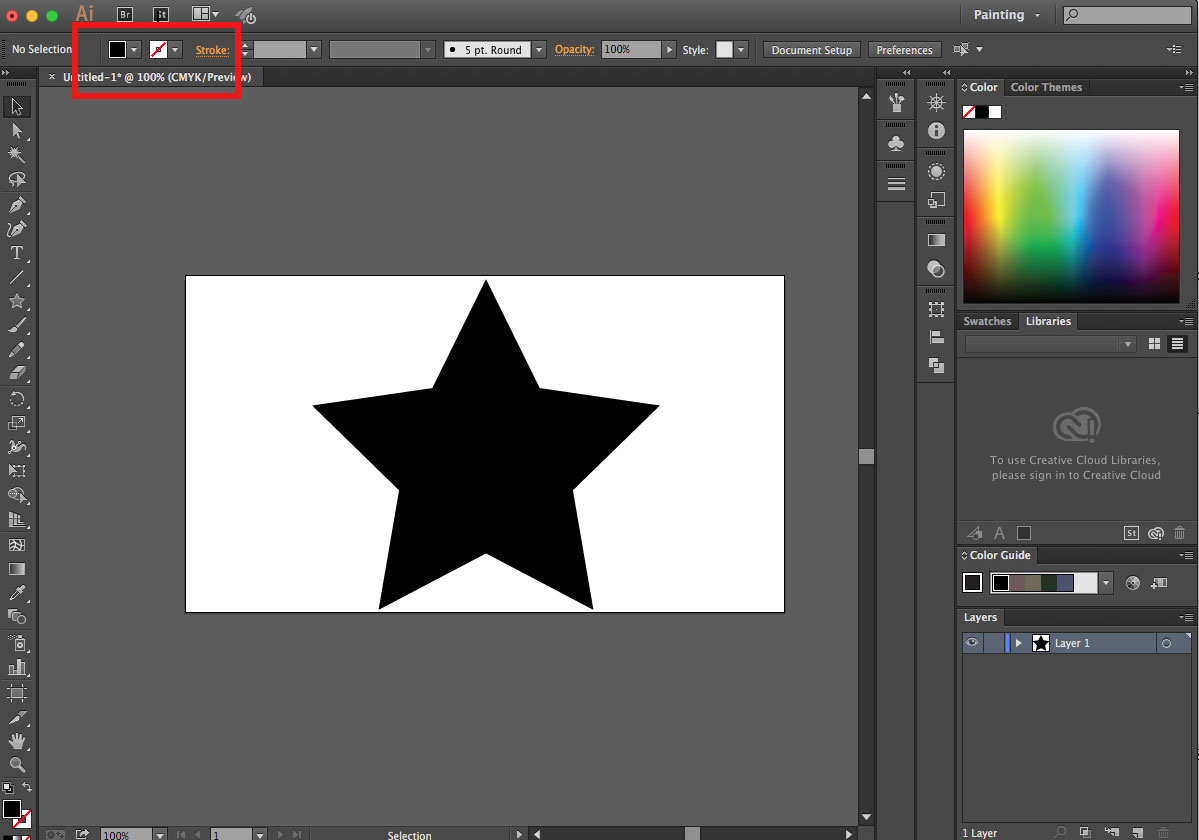 Ai Br St
Painting
No Selection
Stroke:
5 pt. Round
Opacity: 100%
Style:
Document Setup
Preferences
× Untitled-1* @ 100% (CMYK/Preview)
Color
Color Themes
T
Swatches
Libraries
To use Creative Cloud Libraries,
please sign in to Creative Cloud
A
St
Color Guide
Layers
Layer 1
100%
1
Selection
1 Layer